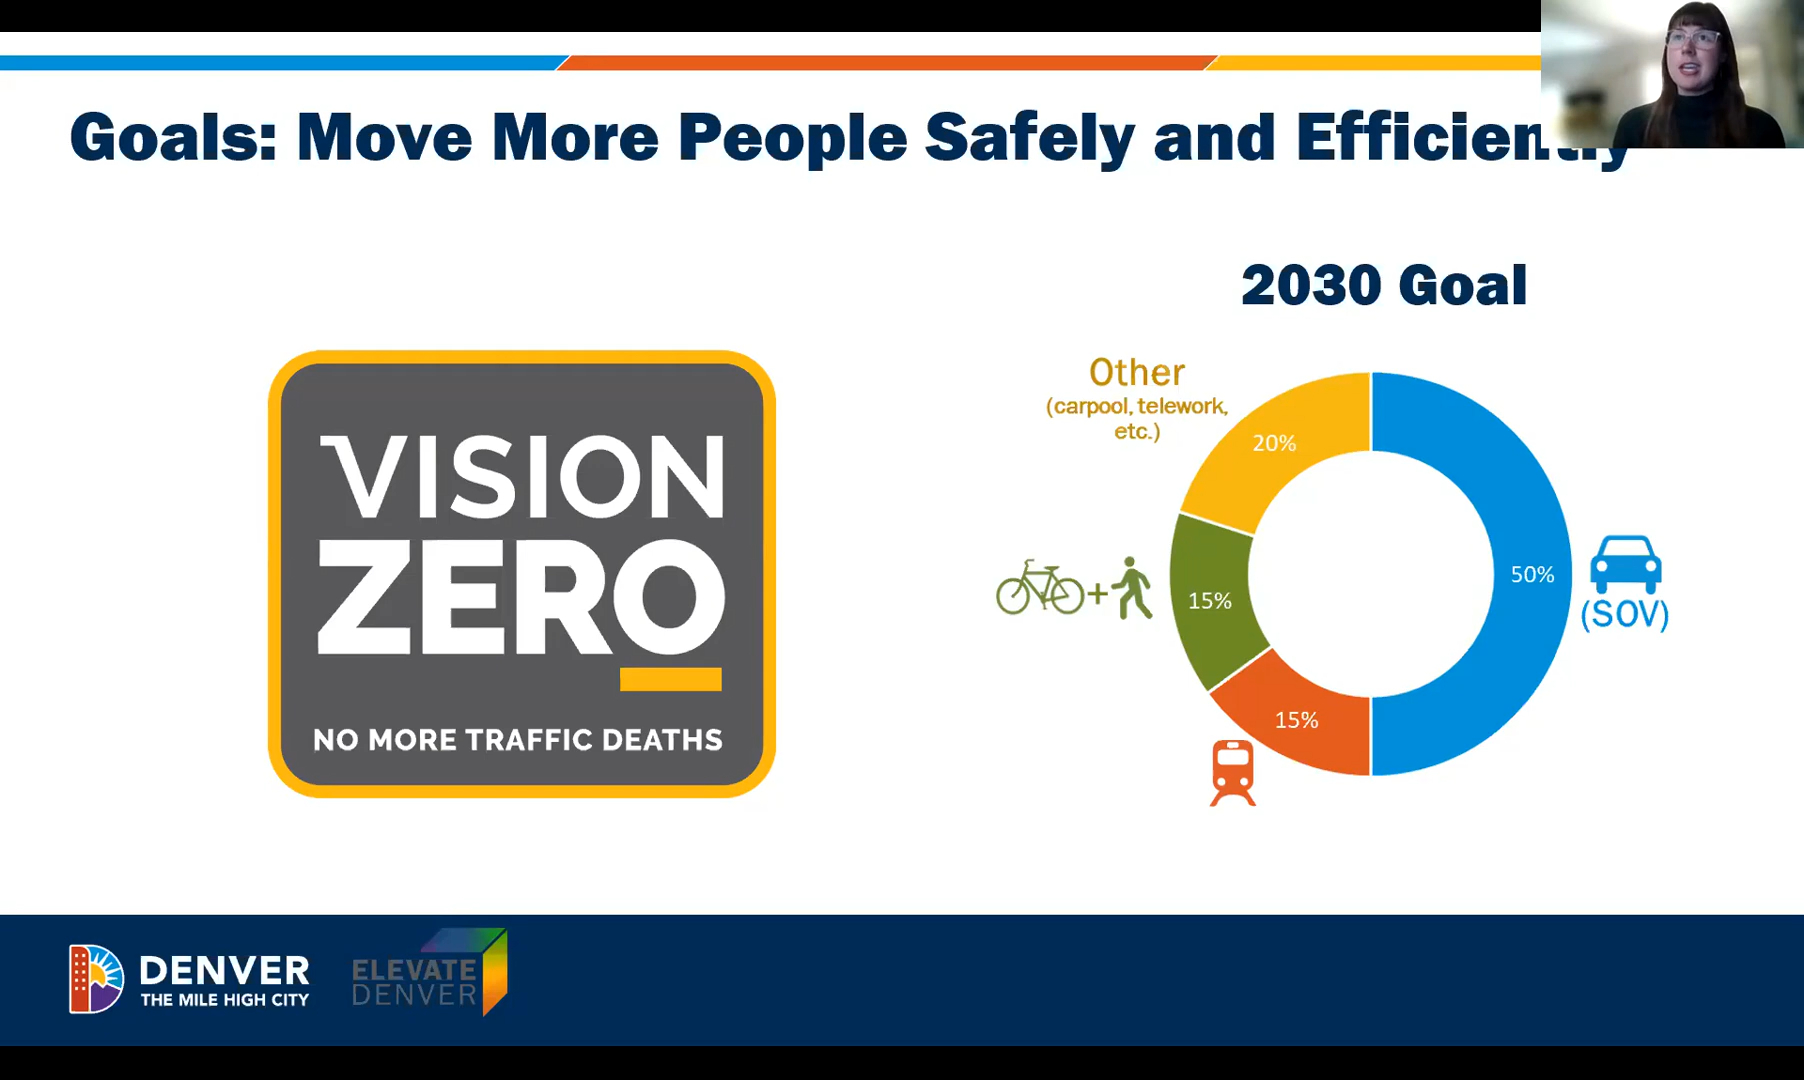 Goals: Move More People Safely and Efficiently
2030 Goal
VISION
ZERO
NO MORE TRAFFIC DEATHS
Other
(carpool, telework,
etc.)
20%
50%
(SOV)
+
15%
15%
DENVER
THE MILE HIGH CITY
ELEVATE
DENVER